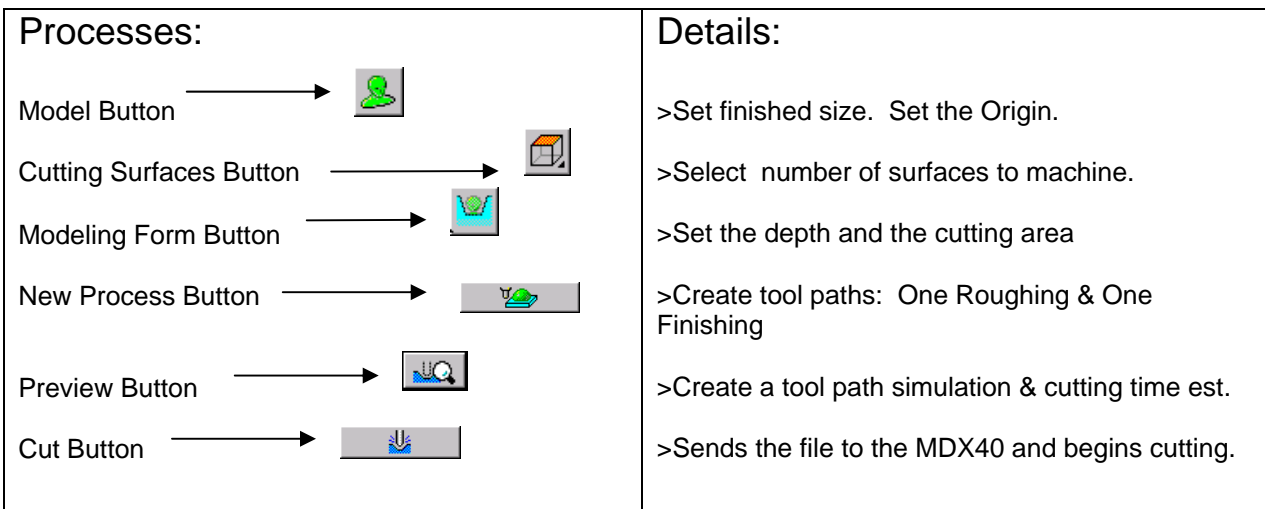 Processes:
Details:
Model Button
>Set finished size.  Set the Origin.
Cutting Surfaces Button
>Select  number of surfaces to machine.
Modeling Form Button
>Set the depth and the cutting area
New Process Button
>Create tool paths:  One Roughing & One
Finishing
Preview Button
>Create a tool path simulation & cutting time est.
Cut Button
>Sends the file to the MDX40 and begins cutting.